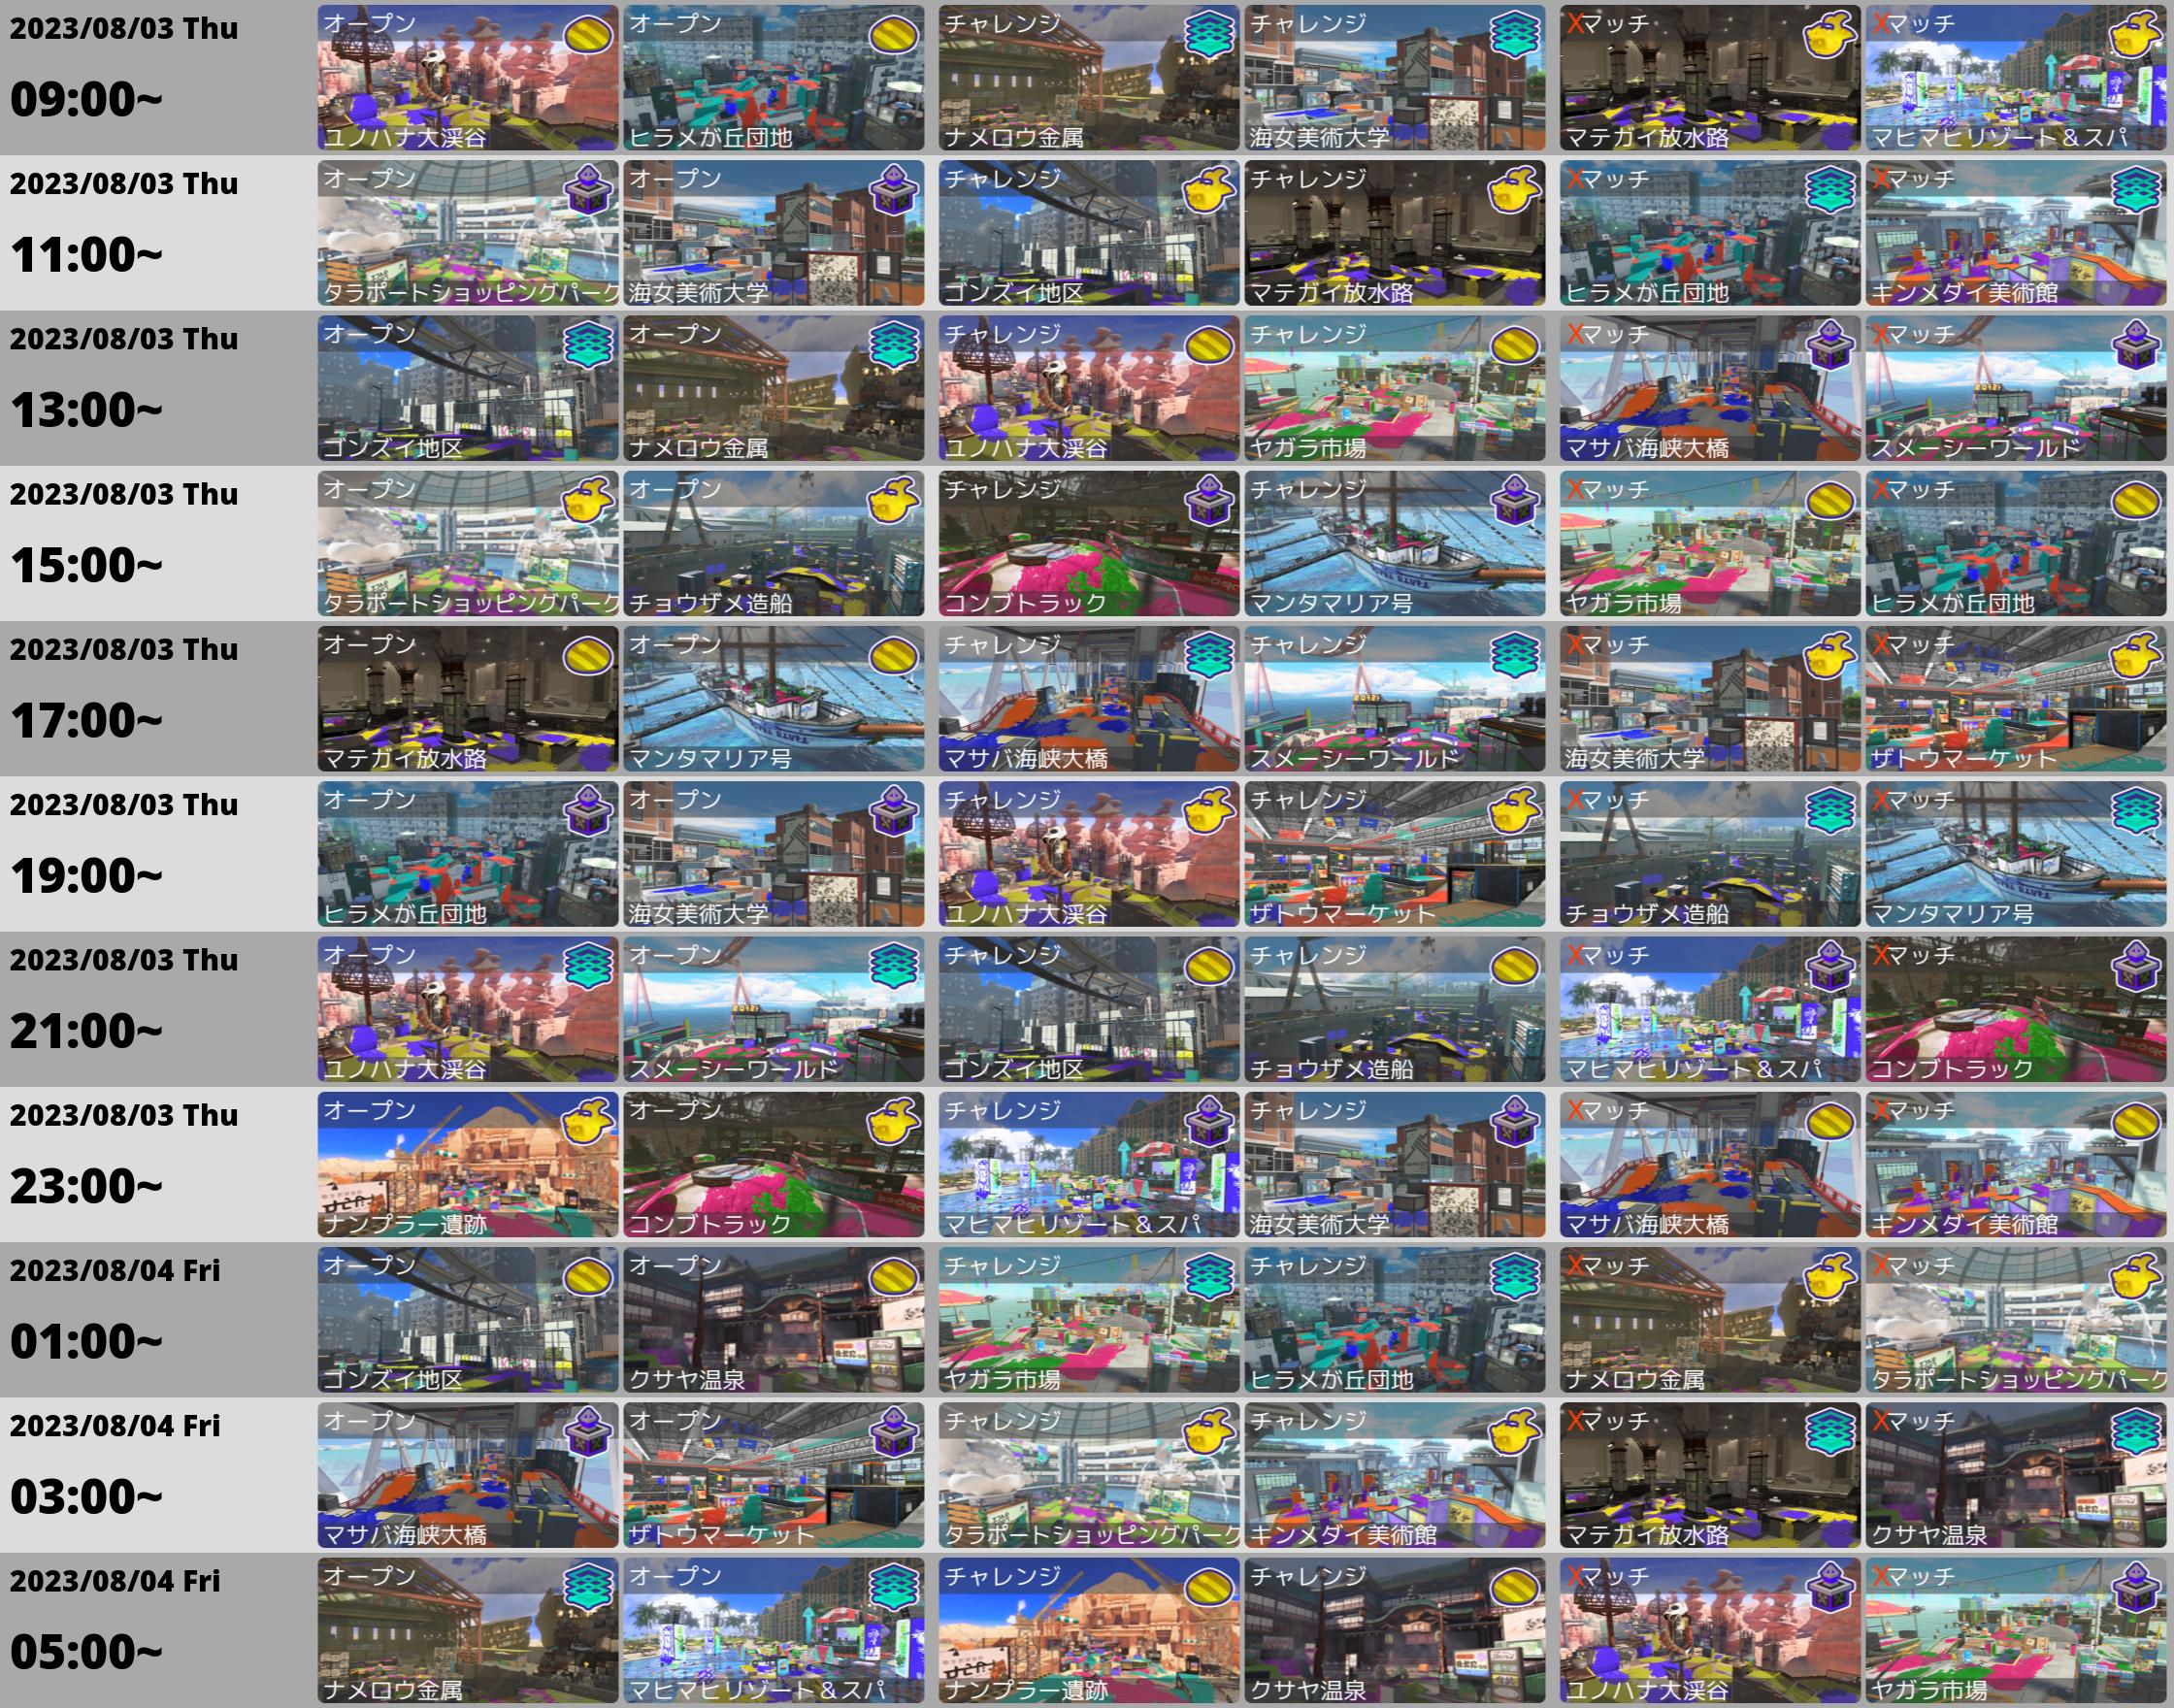 2023/08/03 Thu
09:00~
オープン オープン チャレンジ チャレンジ Xマッチ Xマッチ
ユノハナ大渓谷 ヒラメが丘団地 ナメロウ金属 海女美術大学 マテガイ放水路 マヒマヒリゾート＆スパ
2023/08/03 Thu
11:00~
オープン オープン チャレンジ チャレンジ Xマッチ Xマッチ
タラポートショッピングパーク 海女美術大学 ゴンズイ地区 マテガイ放水路 ヒラメが丘団地 キンメダイ美術館
2023/08/03 Thu
13:00~
オープン オープン チャレンジ チャレンジ Xマッチ Xマッチ
ゴンズイ地区 ナメロウ金属 ユノハナ大渓谷 ヤガラ市場 マサバ海峡大橋 スメーシーワールド
2023/08/03 Thu
15:00~
オープン オープン チャレンジ チャレンジ Xマッチ Xマッチ
タラポートショッピングパーク チョウザメ造船 コンブトラック マンタマリア号 ヤガラ市場 ヒラメが丘団地
2023/08/03 Thu
17:00~
オープン オープン チャレンジ チャレンジ Xマッチ Xマッチ
マテガイ放水路 マンタマリア号 マサバ海峡大橋 スメーシーワールド 海女美術大学 ザトウマーケット
2023/08/03 Thu
19:00~
オープン オープン チャレンジ チャレンジ Xマッチ Xマッチ
ヒラメが丘団地 海女美術大学 ユノハナ大渓谷 ザトウマーケット チョウザメ造船 マンタマリア号
2023/08/03 Thu
21:00~
オープン オープン チャレンジ チャレンジ Xマッチ Xマッチ
ユノハナ大渓谷 スメーシーワールド ゴンズイ地区 チョウザメ造船 マヒマヒリゾート＆スパ コンブトラック
2023/08/03 Thu
23:00~
オープン オープン チャレンジ チャレンジ Xマッチ Xマッチ
ナンプラー遺跡 コンブトラック マヒマヒリゾート＆スパ 海女美術大学 マサバ海峡大橋 キンメダイ美術館
2023/08/04 Fri
01:00~
オープン オープン チャレンジ チャレンジ Xマッチ Xマッチ
ゴンズイ地区 クサヤ温泉 ヤガラ市場 ヒラメが丘団地 ナメロウ金属 タラポートショッピングパーク
2023/08/04 Fri
03:00~
オープン オープン チャレンジ チャレンジ Xマッチ Xマッチ
マサバ海峡大橋 ザトウマーケット タラポートショッピングパーク キンメダイ美術館 マテガイ放水路 クサヤ温泉
2023/08/04 Fri
05:00~
オープン オープン チャレンジ チャレンジ Xマッチ Xマッチ
ナメロウ金属 マヒマヒリゾート＆スパ ナンプラー遺跡 クサヤ温泉 ユノハナ大渓谷 ヤガラ市場